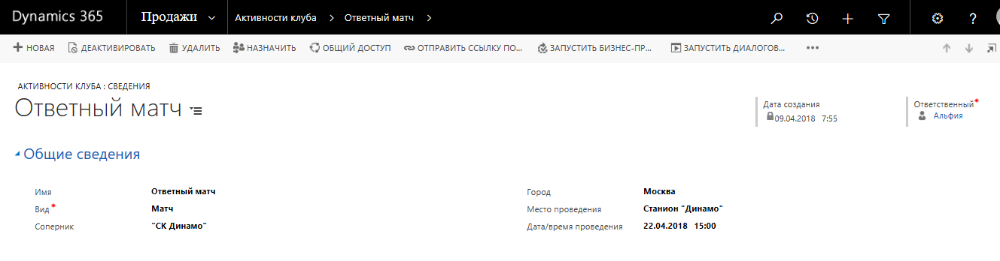 Dynamics 365 Продажи Активности клуба Ответный матч
НОВАЯ ДЕАКТИВИРОВАТЬ УДАЛИТЬ НАЗНАЧИТЬ ОБЩИЙ ДОСТУП ОТПРАВИТЬ ССЫЛКУ ПО... ЗАПУСТИТЬ БИЗНЕС-ПР... ЗАПУСТИТЬ ДИАЛОГОВ...
АКТИВНОСТИ КЛУБА : СВЕДЕНИЯ
Ответный матч
Дата создания
09.04.2018 7:55
Ответственный*
Альфия
Общие сведения
Имя Ответный матч
Вид* Матч
Соперник "СК Динамо"
Город Москва
Место проведения Станион "Динамо"
Дата/время проведения 22.04.2018 15:00